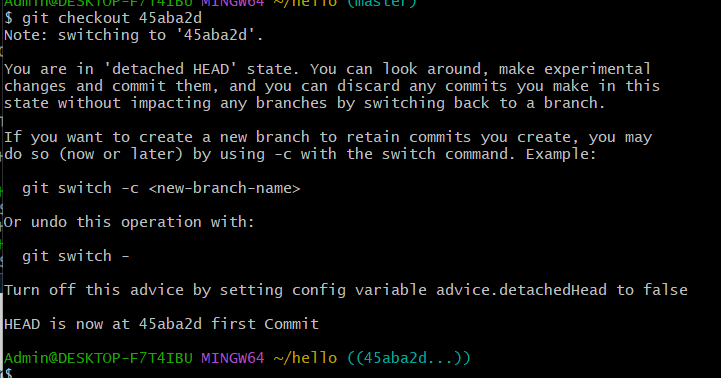 Admin@DESKTOP-F7T4IBU MINGW64 ~/hello (master)
$ git checkout 45aba2d
Note: switching to '45aba2d'.
You are in 'detached HEAD' state. You can look around, make experimental
changes and commit them, and you can discard any commits you make in this
state without impacting any branches by switching back to a branch.
If you want to create a new branch to retain commits you create, you may
do so (now or later) by using -c with the switch command. Example:
git switch -c <new-branch-name>
Or undo this operation with:
git switch -
Turn off this advice by setting config variable advice.detachedHead to false
HEAD is now at 45aba2d first Commit
Admin@DESKTOP-F7T4IBU MINGW64 ~/hello ((45aba2d...))
$